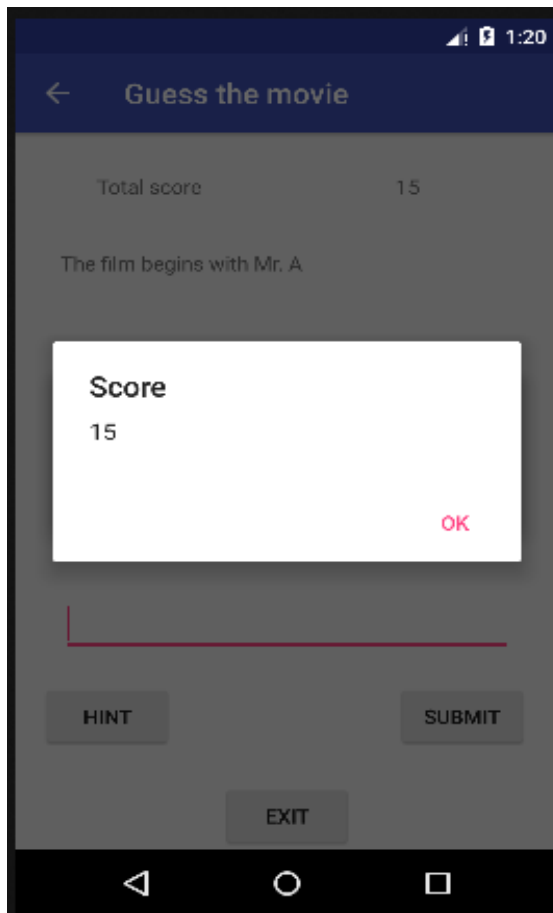 1:20
Guess the movie
Total score 15
The film begins with Mr. A
Score
15
OK
HINT SUBMIT
EXIT